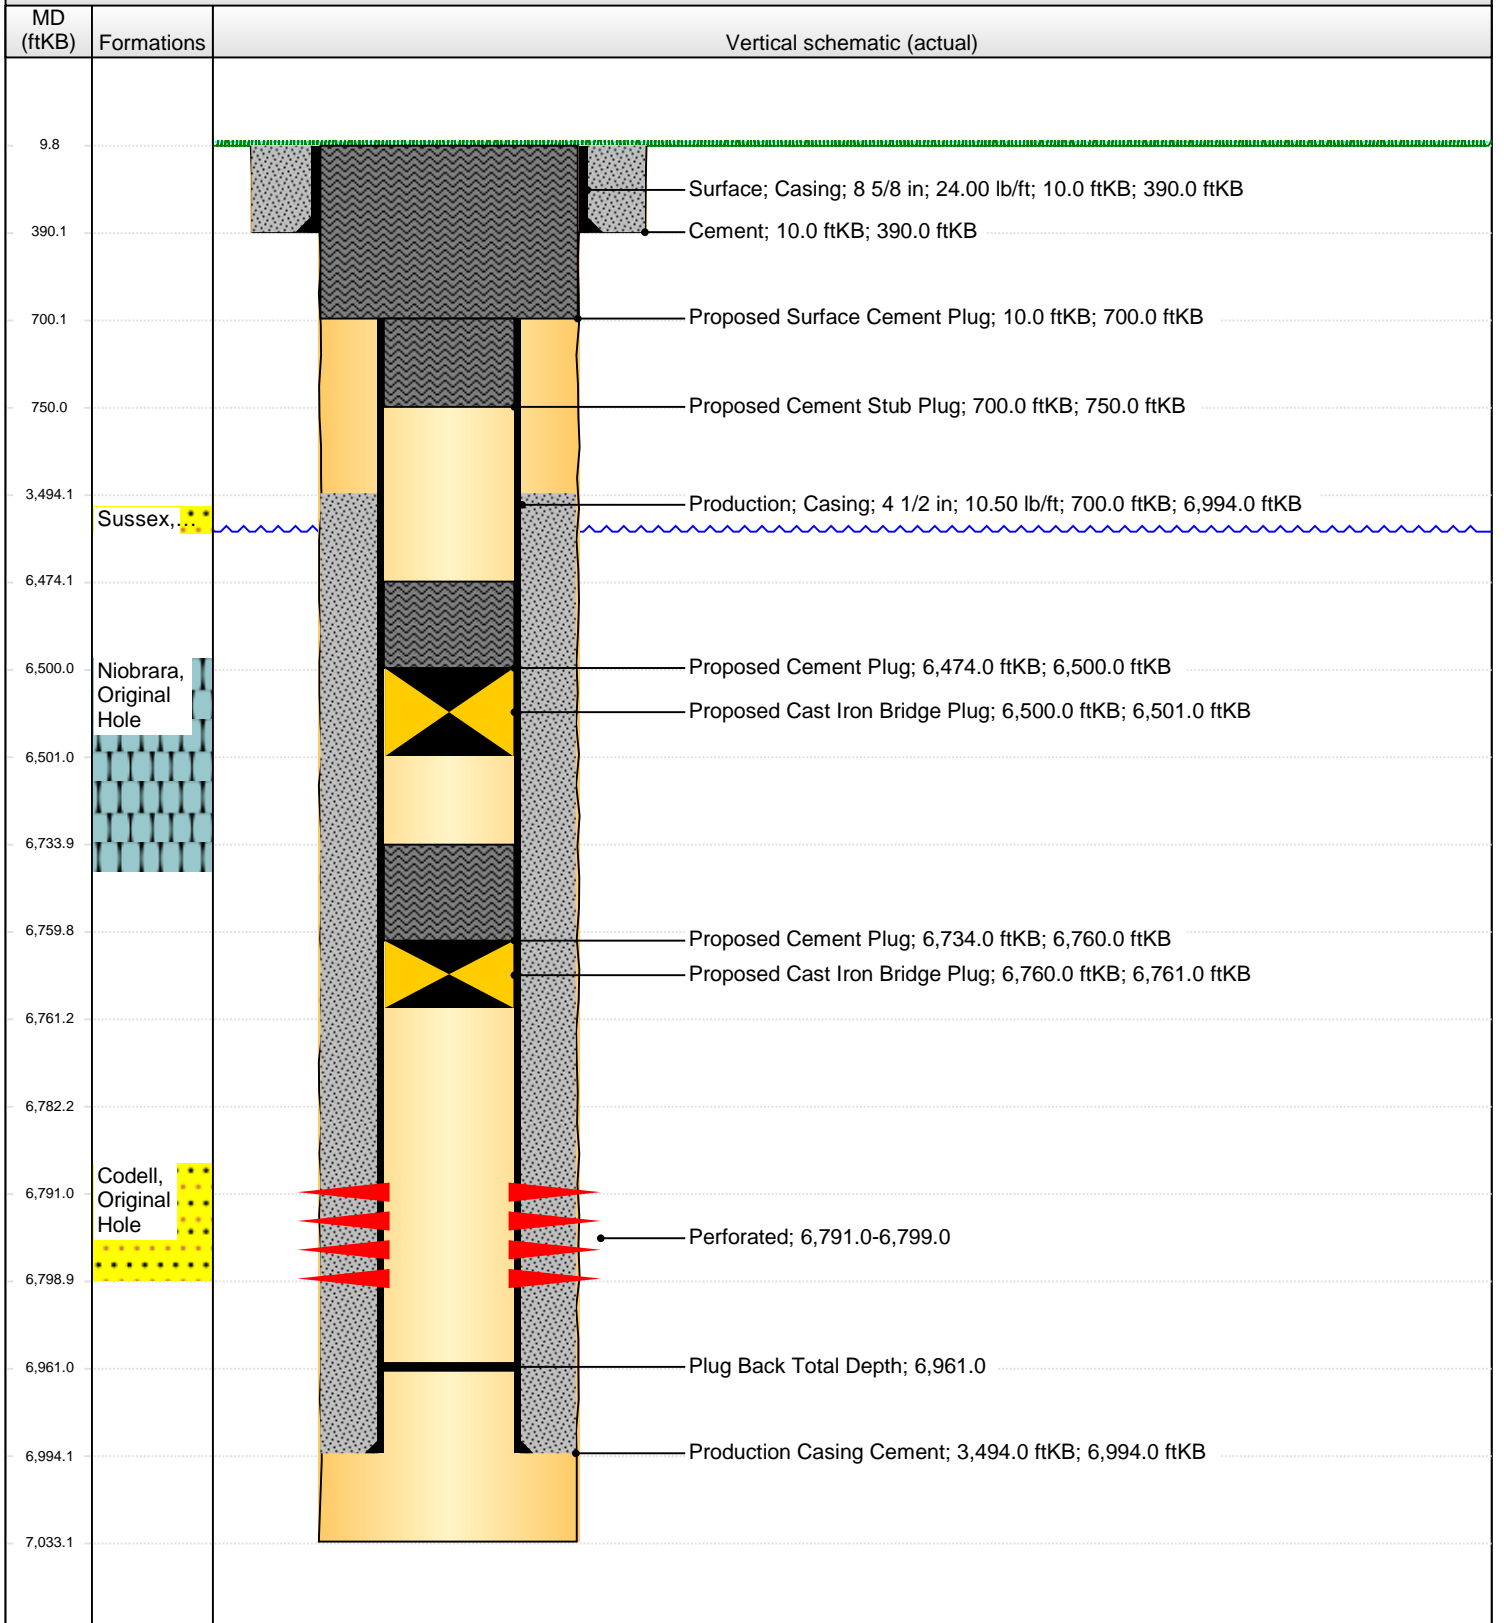 MD
(ftKB)
Formations
Vertical schematic (actual)
9.8
Surface; Casing; 8 5/8 in; 24.00 lb/ft; 10.0 ftKB; 390.0 ftKB
390.1
Cement; 10.0 ftKB; 390.0 ftKB
700.1
Proposed Surface Cement Plug; 10.0 ftKB; 700.0 ftKB
750.0
Proposed Cement Stub Plug; 700.0 ftKB; 750.0 ftKB
3,494.1
Production; Casing; 4 1/2 in; 10.50 lb/ft; 700.0 ftKB; 6,994.0 ftKB
Sussex,...
6,474.1
6,500.0
Niobrara,
Original
Hole
Proposed Cement Plug; 6,474.0 ftKB; 6,500.0 ftKB
Proposed Cast Iron Bridge Plug; 6,500.0 ftKB; 6,501.0 ftKB
6,501.0
6,733.9
6,759.8
Proposed Cement Plug; 6,734.0 ftKB; 6,760.0 ftKB
Proposed Cast Iron Bridge Plug; 6,760.0 ftKB; 6,761.0 ftKB
6,761.2
6,782.2
Codell,
Original
Hole
6,791.0
Perforated; 6,791.0-6,799.0
6,798.9
6,961.0
Plug Back Total Depth; 6,961.0
6,994.1
Production Casing Cement; 3,494.0 ftKB; 6,994.0 ftKB
7,033.1